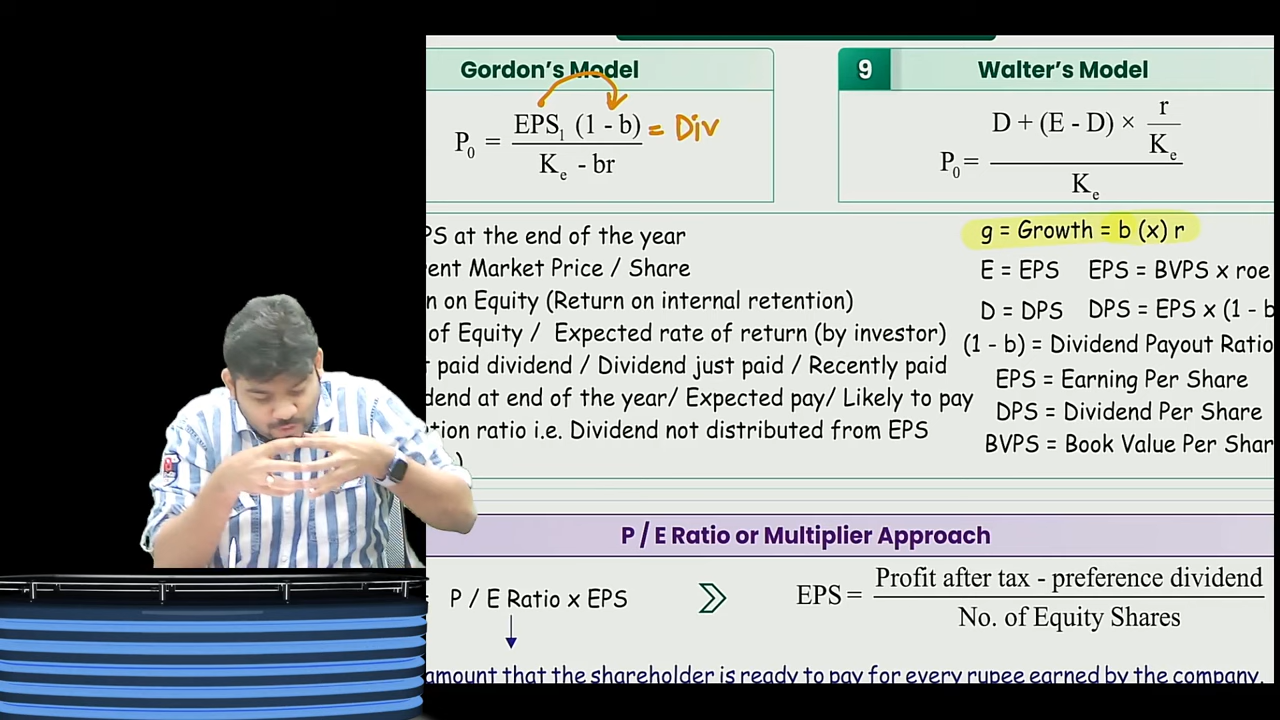 Gordon's Model
P₀ = EPS₁ (1 - b) / Kₑ - br = Div
9 Walter's Model
P₀ = D + (E - D) × r / Kₑ / Kₑ
PS at the end of the year
ent Market Price / Share
n on Equity (Return on internal retention)
of Equity / Expected rate of return (by investor)
t paid dividend / Dividend just paid / Recently paid
dend at end of the year/ Expected pay/ Likely to pay
tion ratio i.e. Dividend not distributed from EPS
)
g = Growth = b (x) r
E = EPS EPS = BVPS x roe
D = DPS DPS = EPS x (1 - b
(1 - b) = Dividend Payout Ratio
EPS = Earning Per Share
DPS = Dividend Per Share
BVPS = Book Value Per Shar
P / E Ratio or Multiplier Approach
P / E Ratio x EPS
EPS = Profit after tax - preference dividend / No. of Equity Shares
amount that the shareholder is ready to pay for every rupee earned by the company.